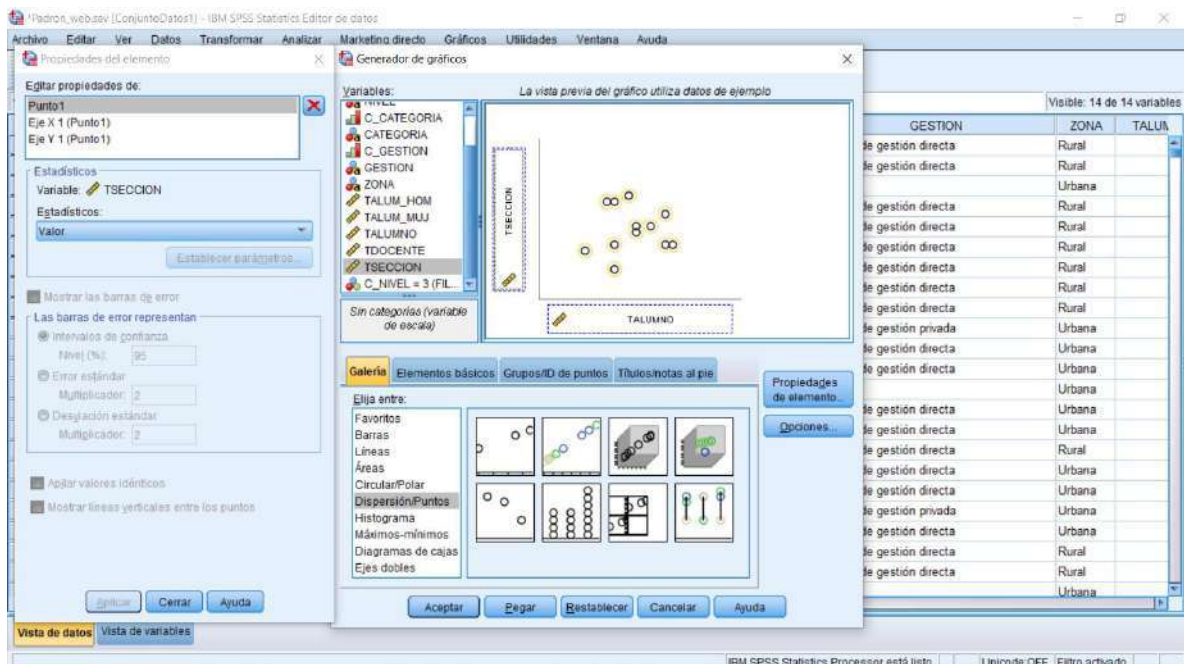 *Padron_web.sav [ConjuntoDatos1] - IBM SPSS Statistics Editor de datos
Archivo Editar Ver Datos Transformar Analizar Marketing directo Gráficos Utilidades Ventana Ayuda
Propiedades del elemento
Editar propiedades de:
Punto1
Eje X 1 (Punto1)
Eje Y 1 (Punto1)
Estadísticos
Variable: TSECCION
Estadísticos:
Valor
Establecer parámetros...
Mostrar las barras de error
Las barras de error representan
Intervalos de confianza
Nivel (%): 95
Error estándar
Multiplicador: 2
Desviación estándar
Multiplicador: 2
Apilar valores idénticos
Mostrar líneas verticales entre los puntos
Aplicar Cerrar Ayuda
Generador de gráficos
Variables:
La vista previa del gráfico utiliza datos de ejemplo
NIVEL
C_CATEGORIA
CATEGORIA
C_GESTION
GESTION
ZONA
TALUM_HOM
TALUM_MUJ
TALUMNO
TDOCENTE
TSECCION
C_NIVEL = 3 (FIL...
Sin categorías (variable
de escala)
TSECCION
TALUMNO
Galería Elementos básicos Grupos/ID de puntos Títulos/notas al pie
Elija entre:
Favoritos
Barras
Líneas
Áreas
Circular/Polar
Dispersión/Puntos
Histograma
Máximos-mínimos
Diagramas de cajas
Ejes dobles
Propiedades
de elemento...
Opciones...
Aceptar Pegar Restablecer Cancelar Ayuda
Visible: 14 de 14 variables
GESTION ZONA TALUM
de gestión directa Rural
de gestión directa Rural
Urbana
de gestión directa Rural
de gestión directa Rural
de gestión directa Rural
de gestión directa Rural
de gestión directa Rural
de gestión directa Rural
de gestión privada Urbana
de gestión directa Urbana
de gestión directa Urbana
Urbana
de gestión directa Urbana
de gestión directa Urbana
de gestión directa Rural
de gestión directa Urbana
de gestión directa Urbana
de gestión privada Urbana
de gestión directa Urbana
de gestión directa Rural
de gestión directa Rural
Urbana
Vista de datos Vista de variables
IBM SPSS Statistics Processor está listo Unicode:OFF Filtro activado